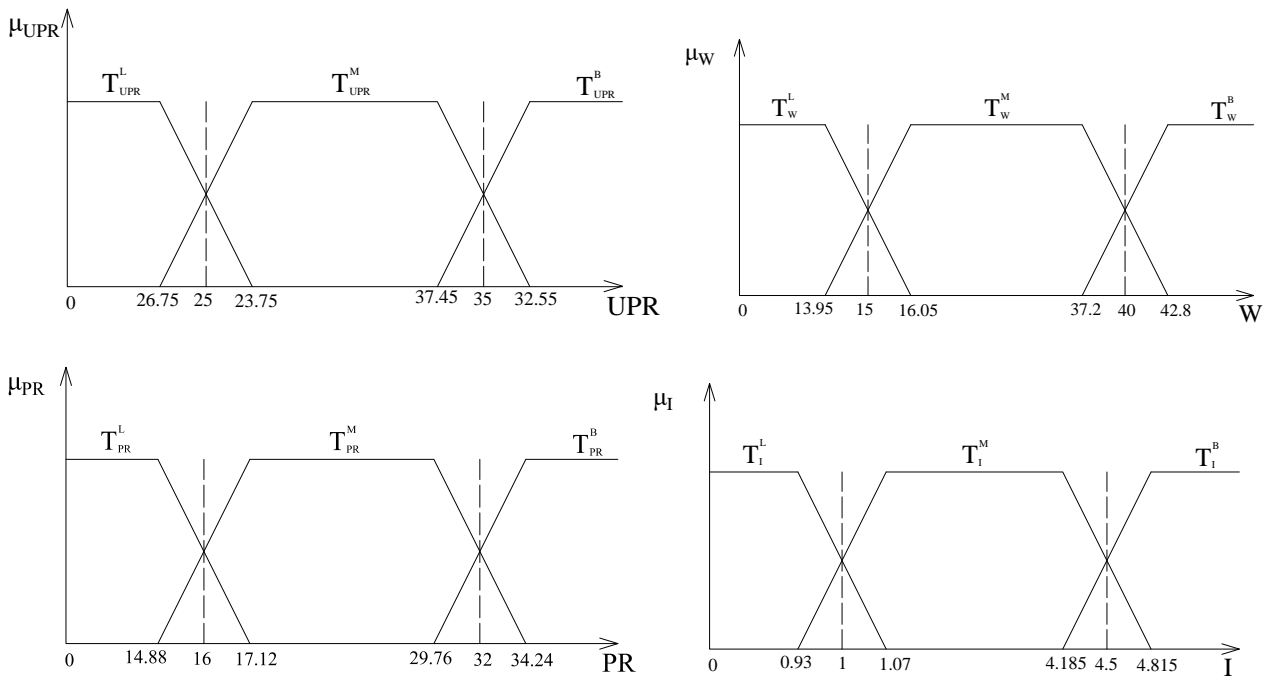 μUPR
T^L_UPR T^M_UPR T^B_UPR
0 26.75 25 23.75 37.45 35 32.55
UPR
μW
T^L_W T^M_W T^B_W
0 13.95 15 16.05 37.2 40 42.8
W
μPR
T^L_PR T^M_PR T^B_PR
0 14.88 16 17.12 29.76 32 34.24
PR
μI
T^L_I T^M_I T^B_I
0 0.93 1 1.07 4.185 4.5 4.815
I